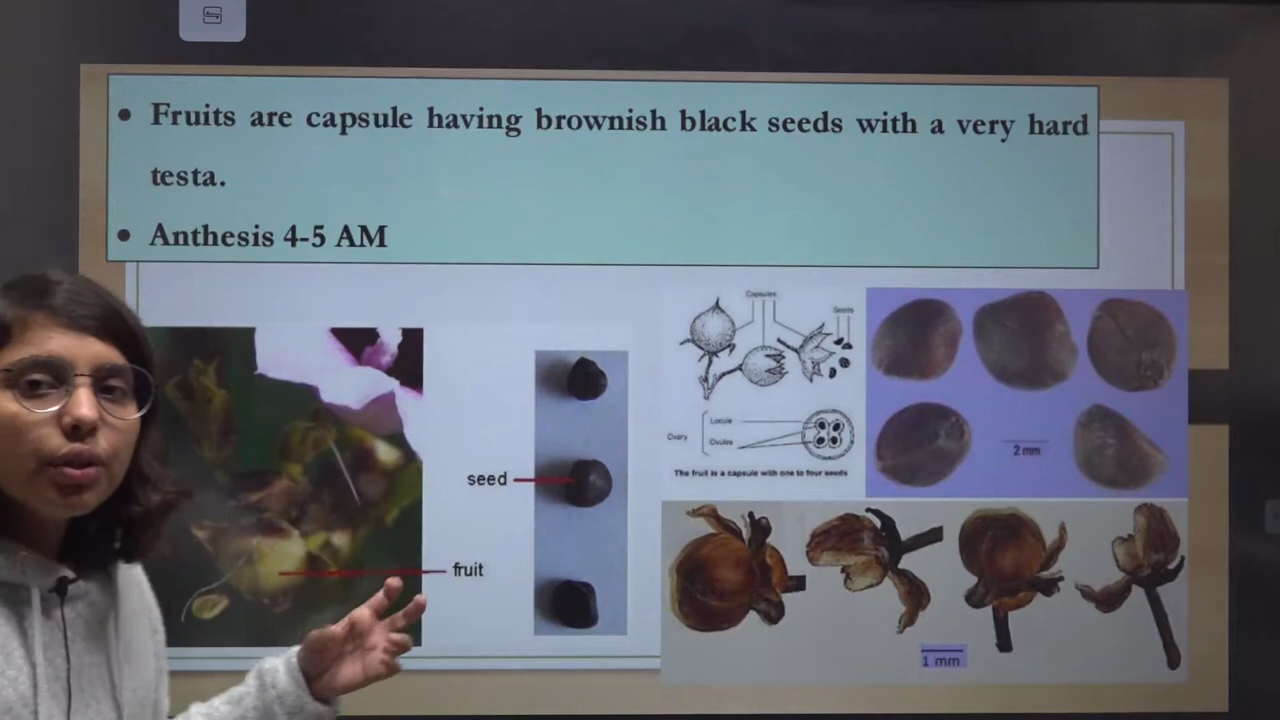 • Fruits are capsule having brownish black seeds with a very hard
testa.
• Anthesis 4-5 AM
seed
fruit
Capsules
Seeds
Locule
Ovary
Ovules
The fruit is a capsule with one to four seeds
2 mm
1 mm